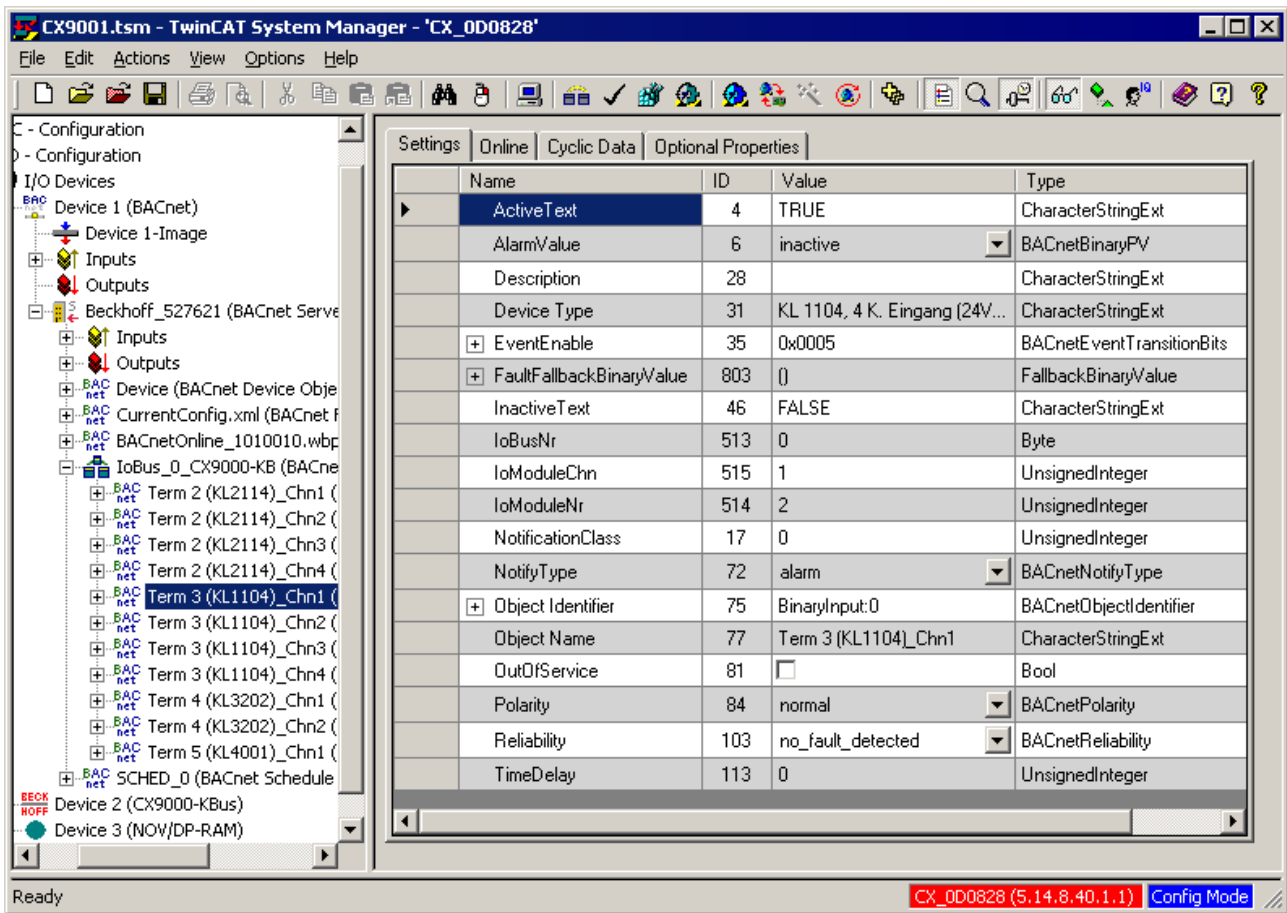 CX9001.tsm - TwinCAT System Manager - 'CX_0D0828'
File Edit Actions View Options Help
C - Configuration
O - Configuration
I/O Devices
Device 1 (BACnet)
Device 1-Image
Inputs
Outputs
Beckhoff_527621 (BACnet Serve
Inputs
Outputs
Device (BACnet Device Obje
CurrentConfig.xml (BACnet F
BACnetOnline_1010010.wbp
IoBus_0_CX9000-KB (BACne
Term 2 (KL2114)_Chn1 (
Term 2 (KL2114)_Chn2 (
Term 2 (KL2114)_Chn3 (
Term 2 (KL2114)_Chn4 (
Term 3 (KL1104)_Chn1 (
Term 3 (KL1104)_Chn2 (
Term 3 (KL1104)_Chn3 (
Term 3 (KL1104)_Chn4 (
Term 4 (KL3202)_Chn1 (
Term 4 (KL3202)_Chn2 (
Term 5 (KL4001)_Chn1 (
SCHED_0 (BACnet Schedule
BECK HOFF Device 2 (CX9000-KBus)
Device 3 (NOV/DP-RAM)
Settings Online Cyclic Data Optional Properties
Name ID Value Type
ActiveText 4 TRUE CharacterStringExt
AlarmValue 6 inactive BACnetBinaryPV
Description 28 CharacterStringExt
Device Type 31 KL 1104, 4 K. Eingang (24V... CharacterStringExt
EventEnable 35 0x0005 BACnetEventTransitionBits
FaultFallbackBinaryValue 803 () FallbackBinaryValue
InactiveText 46 FALSE CharacterStringExt
IoBusNr 513 0 Byte
IoModuleChn 515 1 UnsignedInteger
IoModuleNr 514 2 UnsignedInteger
NotificationClass 17 0 UnsignedInteger
NotifyType 72 alarm BACnetNotifyType
Object Identifier 75 BinaryInput:0 BACnetObjectIdentifier
Object Name 77 Term 3 (KL1104)_Chn1 CharacterStringExt
OutOfService 81 Bool
Polarity 84 normal BACnetPolarity
Reliability 103 no_fault_detected BACnetReliability
TimeDelay 113 0 UnsignedInteger
Ready CX_0D0828 (5.14.8.40.1.1) Config Mode